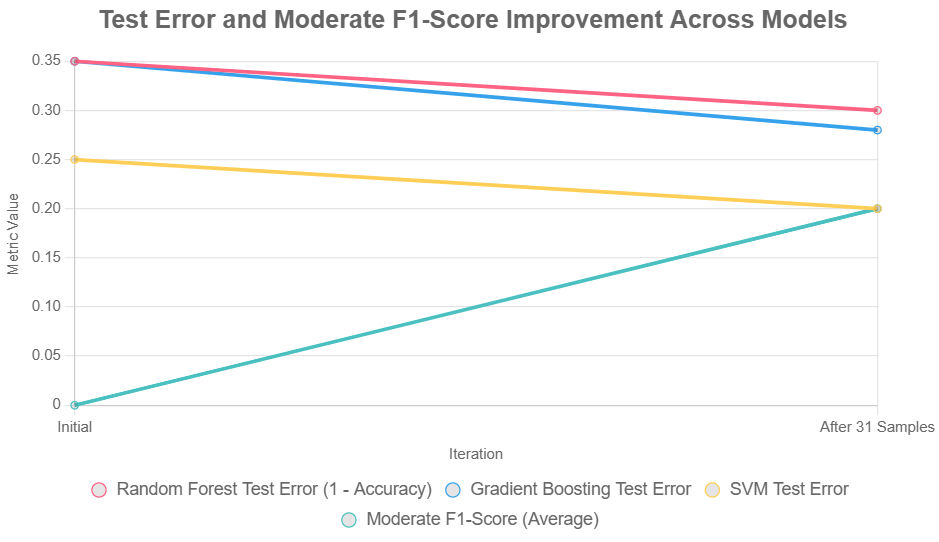 Test Error and Moderate F1-Score Improvement Across Models
0.35
0.30
0.25
0.20
0.15
0.10
0.05
0
Metric Value
Initial
After 31 Samples
Iteration
Random Forest Test Error (1 - Accuracy)
Gradient Boosting Test Error
SVM Test Error
Moderate F1-Score (Average)